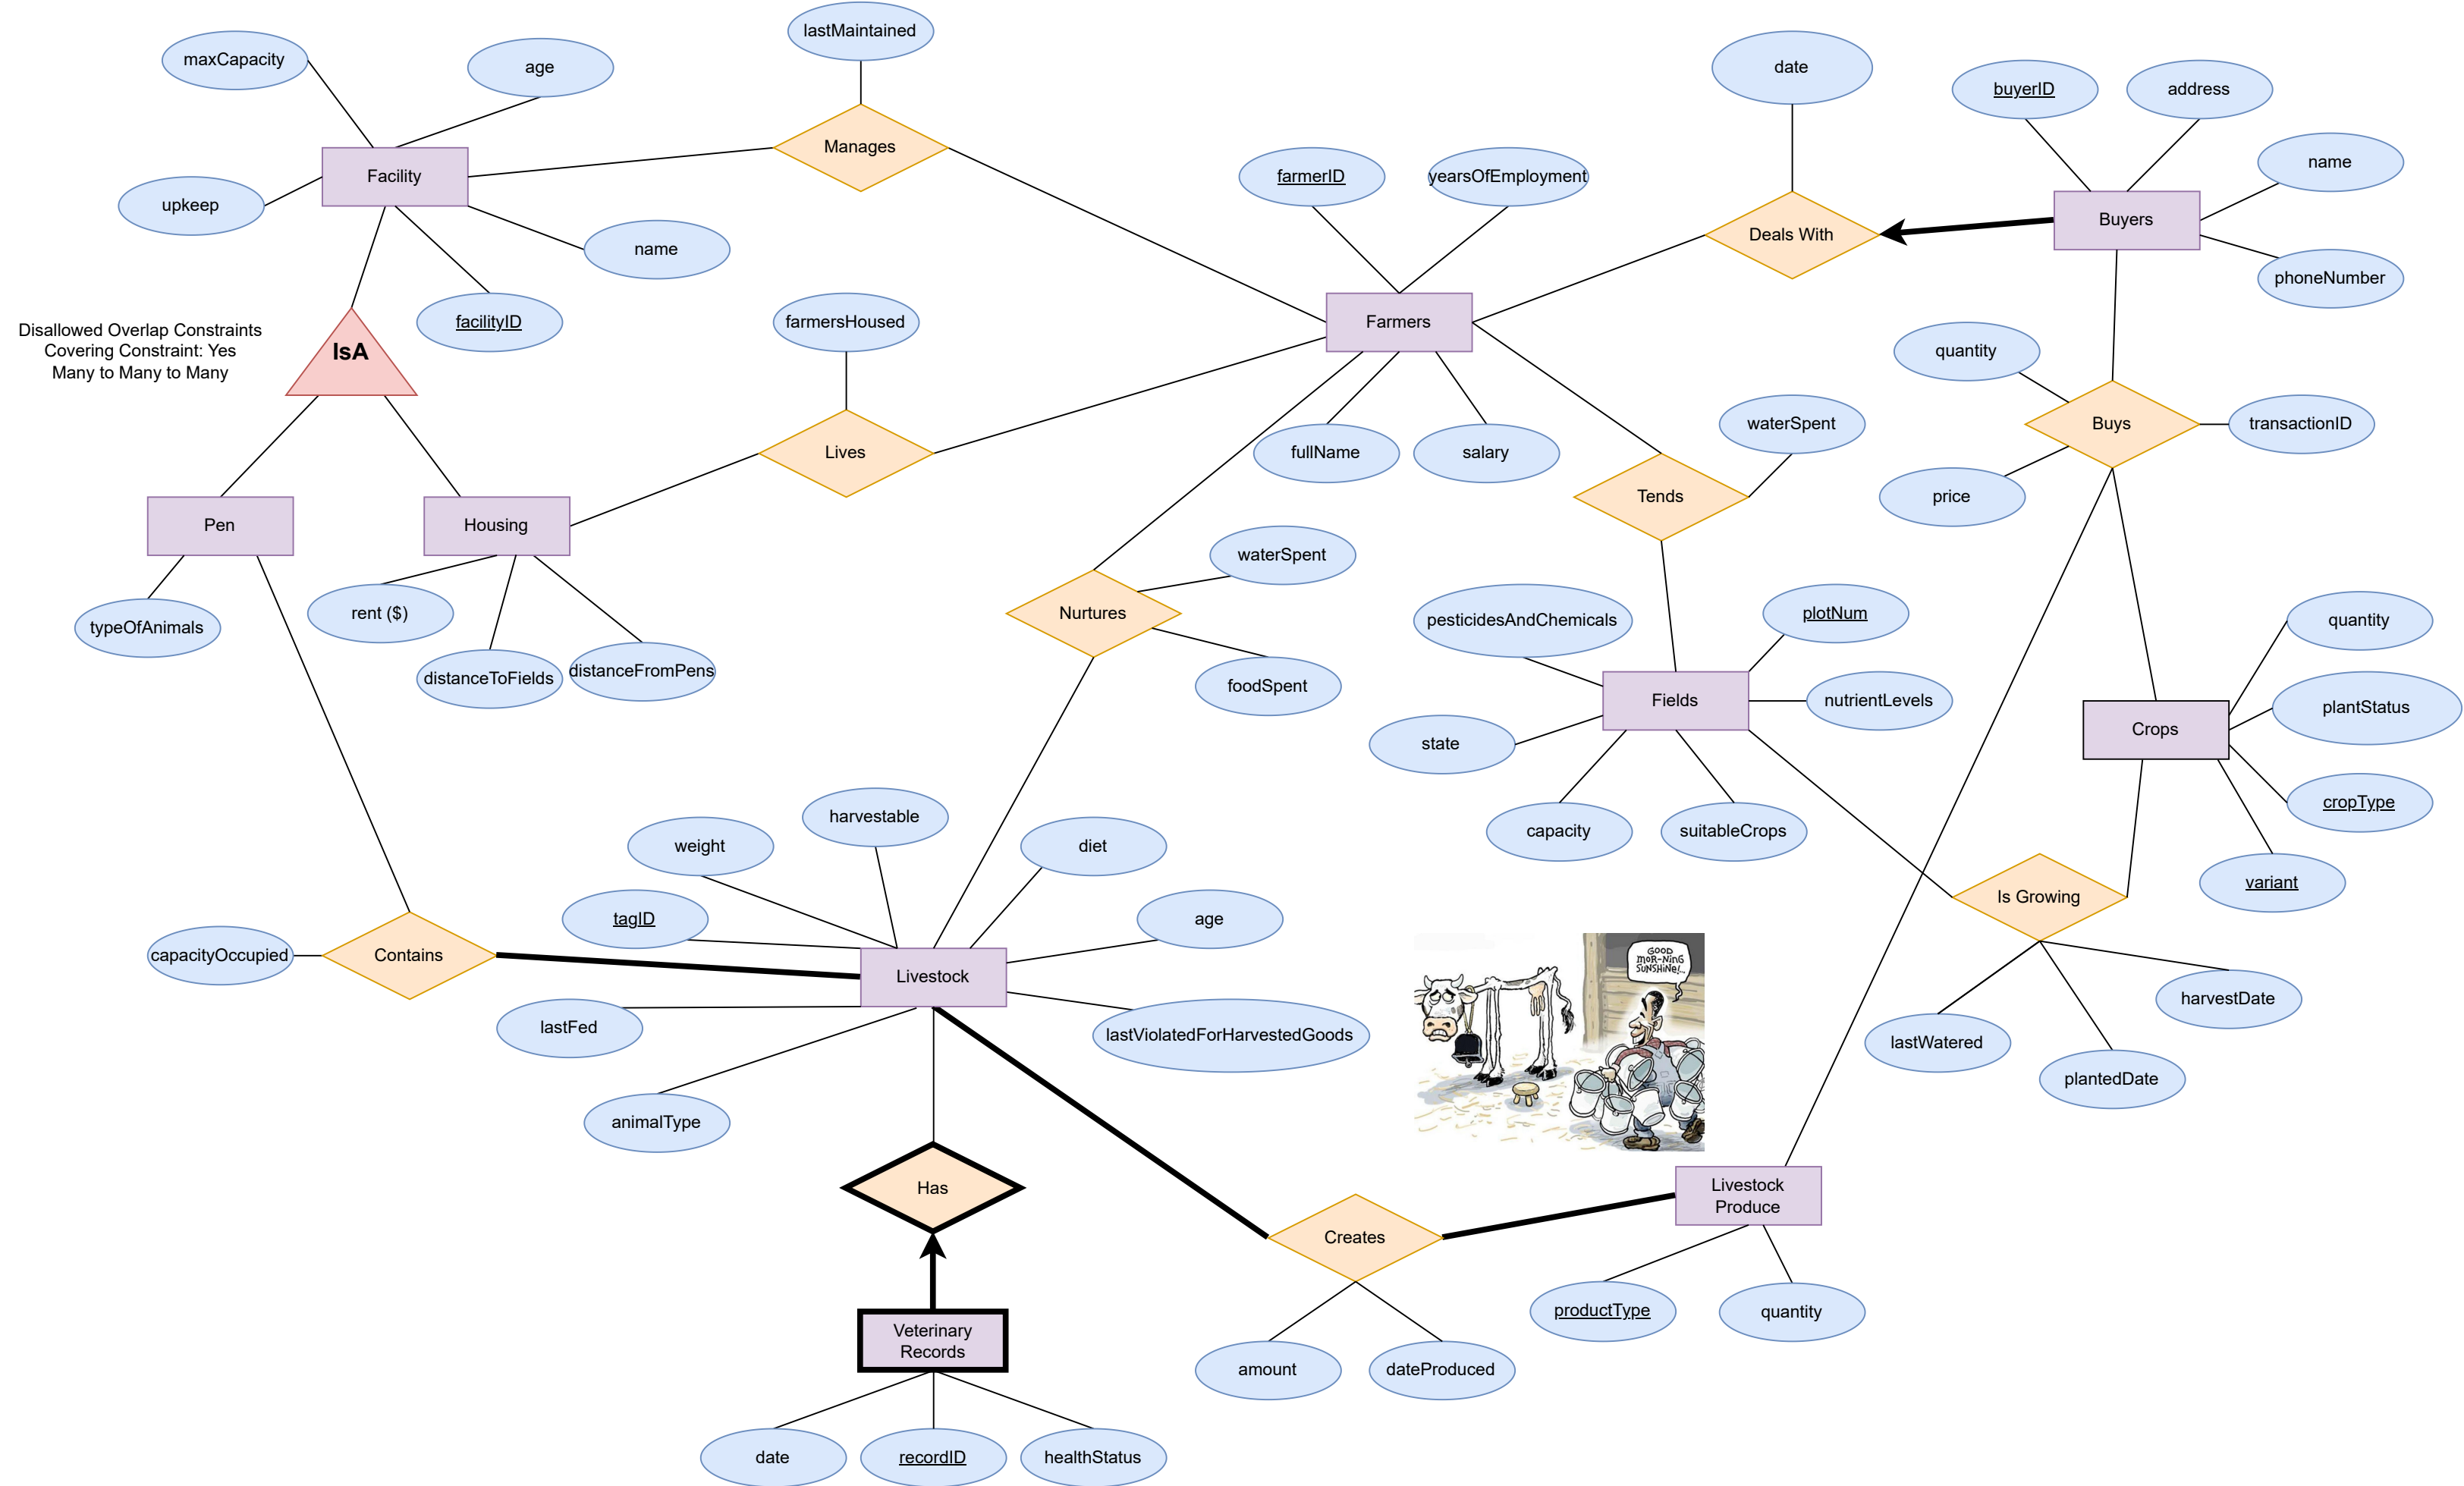 lastMaintained
maxCapacity
age
date
buyerID
address
Manages
name
Facility
farmerID
yearsOfEmployment
upkeep
Buyers
Deals With
name
phoneNumber
facilityID
farmersHoused
Farmers
Disallowed Overlap Constraints
Covering Constraint: Yes
Many to Many to Many
IsA
quantity
waterSpent
Buys
transactionID
Lives
fullName
salary
Tends
price
Pen
Housing
waterSpent
rent ($)
Nurtures
plotNum
pesticidesAndChemicals
quantity
typeOfAnimals
distanceToFields
distanceFromPens
foodSpent
Fields
nutrientLevels
plantStatus
Crops
state
cropType
harvestable
capacity
suitableCrops
weight
diet
variant
Is Growing
tagID
age
capacityOccupied
Contains
Livestock
GOOD
MOR-NING
SUNSHINE!...
harvestDate
lastFed
lastViolatedForHarvestedGoods
lastWatered
plantedDate
animalType
Has
Livestock
Produce
Creates
productType
quantity
Veterinary
Records
amount
dateProduced
date
recordID
healthStatus